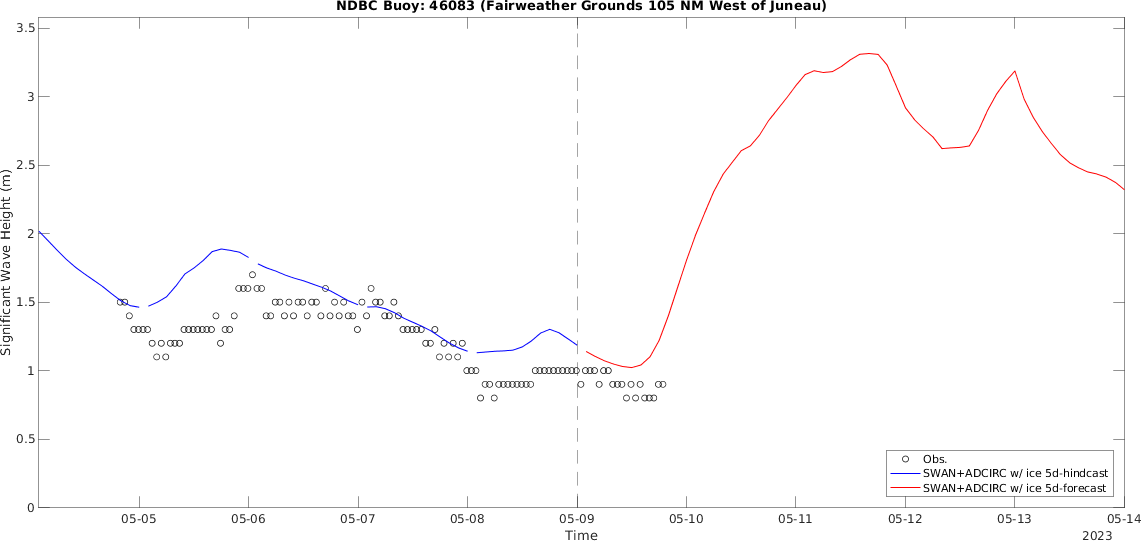 NDBC Buoy: 46083 (Fairweather Grounds 105 NM West of Juneau)
3.5
3
2.5
2
1.5
1
0.5
0
Significant Wave Height (m)
Obs.
SWAN+ADCIRC w/ ice 5d-hindcast
SWAN+ADCIRC w/ ice 5d-forecast
05-05 05-06 05-07 05-08 05-09 05-10 05-11 05-12 05-13 05-14
Time
2023